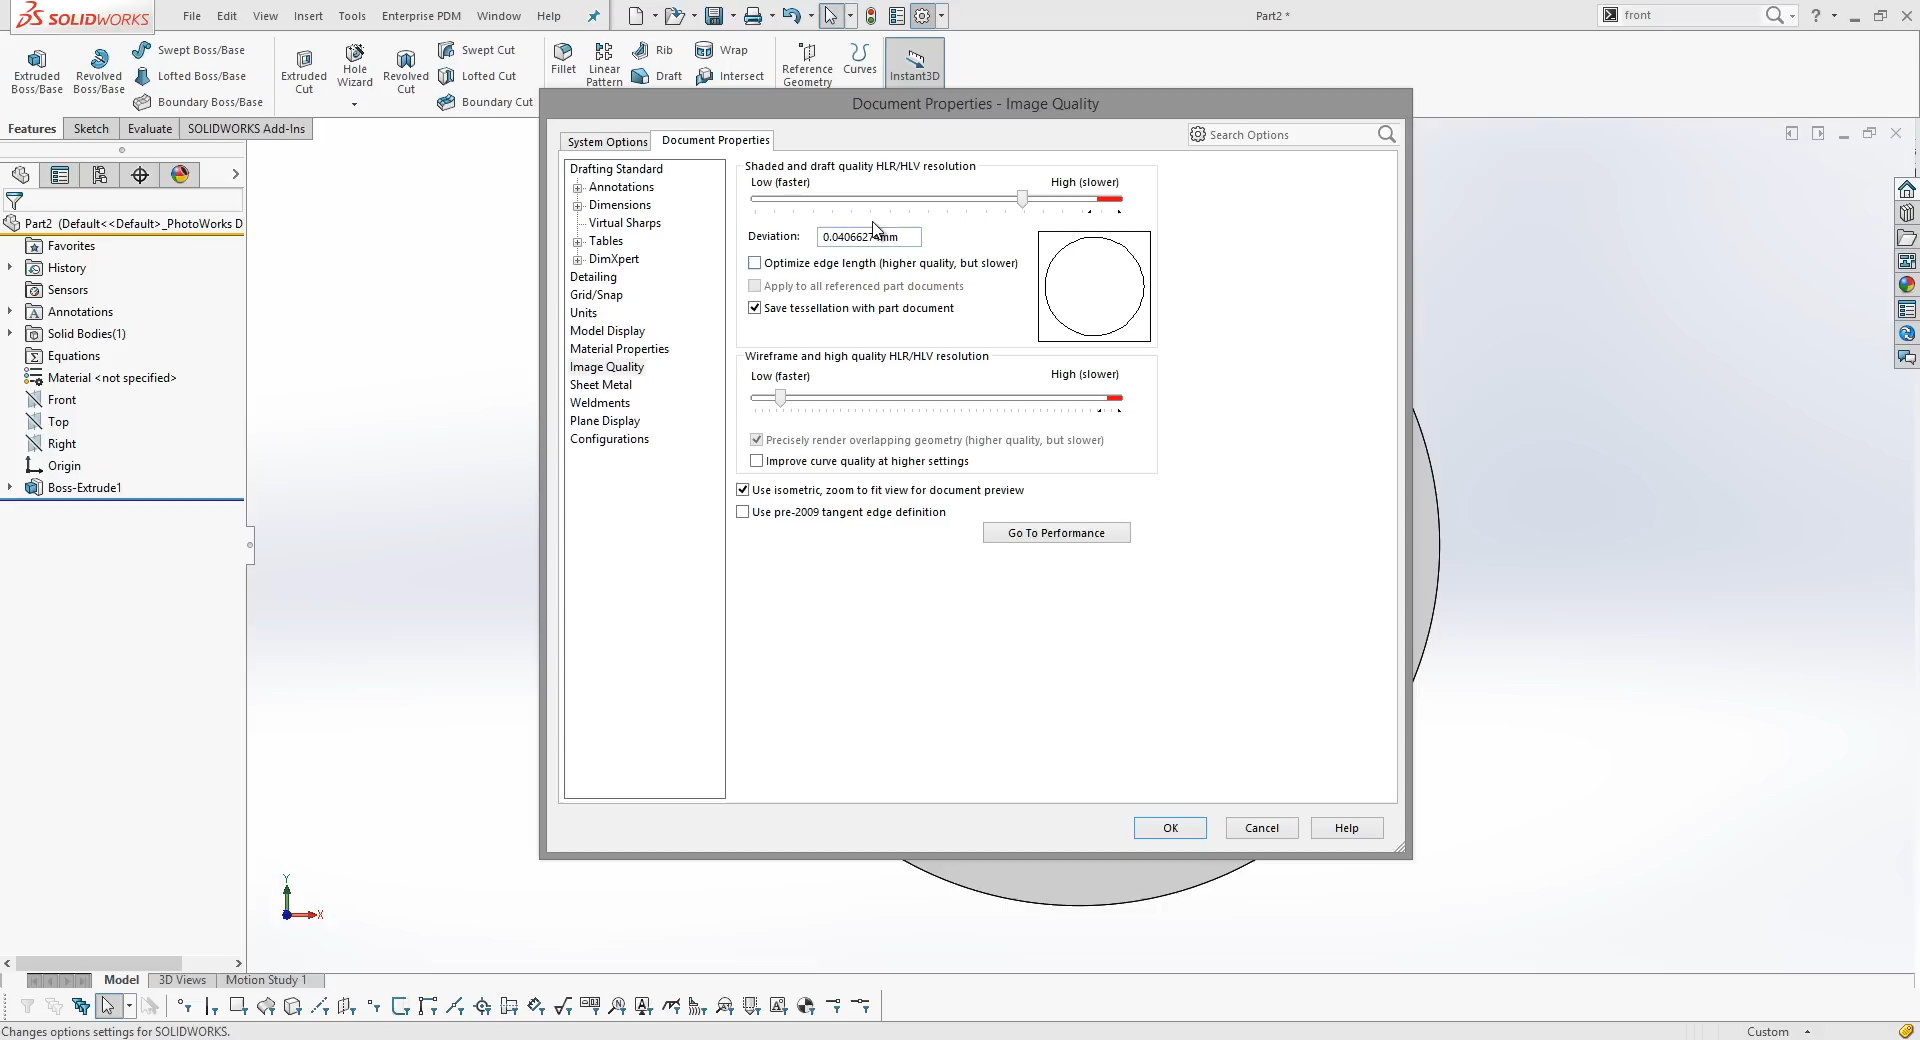 SOLIDWORKS File Edit View Insert Tools Enterprise PDM Window Help Part2 * front ?
Extruded Boss/Base
Revolved Boss/Base
Swept Boss/Base
Lofted Boss/Base
Boundary Boss/Base
Extruded Cut
Hole Wizard
Revolved Cut
Swept Cut
Lofted Cut
Boundary Cut
Fillet
Linear Pattern
Rib
Draft
Wrap
Intersect
Reference Geometry
Curves
Instant3D
Features Sketch Evaluate SOLIDWORKS Add-Ins
Part2 (Default<<Default>_PhotoWorks D
Favorites
History
Sensors
Annotations
Solid Bodies(1)
Equations
Material <not specified>
Front
Top
Right
Origin
Boss-Extrude1
Document Properties - Image Quality
System Options Document Properties
Search Options
Drafting Standard
Annotations
Dimensions
Virtual Sharps
Tables
DimXpert
Detailing
Grid/Snap
Units
Model Display
Material Properties
Image Quality
Sheet Metal
Weldments
Plane Display
Configurations
Shaded and draft quality HLR/HLV resolution
Low (faster) High (slower)
Deviation:
Optimize edge length (higher quality, but slower)
Apply to all referenced part documents
Save tessellation with part document
Wireframe and high quality HLR/HLV resolution
Low (faster) High (slower)
Precisely render overlapping geometry (higher quality, but slower)
Improve curve quality at higher settings
Use isometric, zoom to fit view for document preview
Use pre-2009 tangent edge definition
Go To Performance
OK Cancel Help
Y
X
Model 3D Views Motion Study 1
Changes options settings for SOLIDWORKS.
Custom